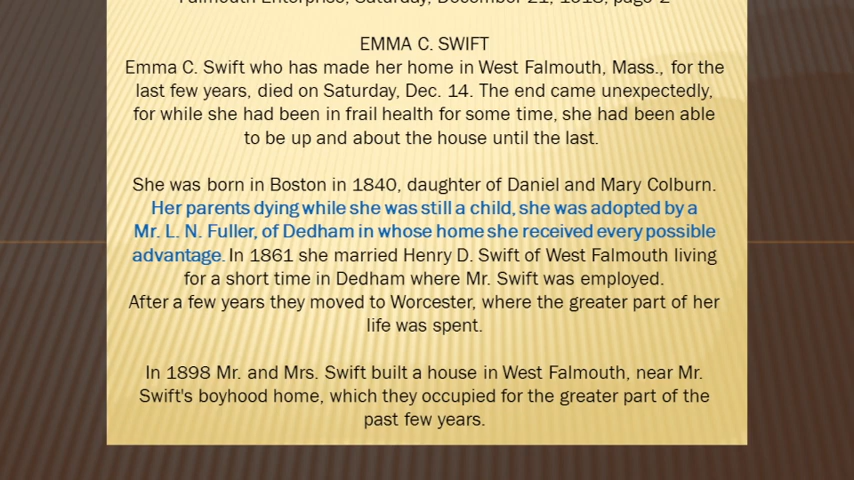 Falmouth Enterprise, Saturday, December 21, 1918, page 2
EMMA C. SWIFT
Emma C. Swift who has made her home in West Falmouth, Mass., for the
last few years, died on Saturday, Dec. 14. The end came unexpectedly,
for while she had been in frail health for some time, she had been able
to be up and about the house until the last.
She was born in Boston in 1840, daughter of Daniel and Mary Colburn.
Her parents dying while she was still a child, she was adopted by a
Mr. L. N. Fuller, of Dedham in whose home she received every possible
advantage. In 1861 she married Henry D. Swift of West Falmouth living
for a short time in Dedham where Mr. Swift was employed.
After a few years they moved to Worcester, where the greater part of her
life was spent.
In 1898 Mr. and Mrs. Swift built a house in West Falmouth, near Mr.
Swift's boyhood home, which they occupied for the greater part of the
past few years.